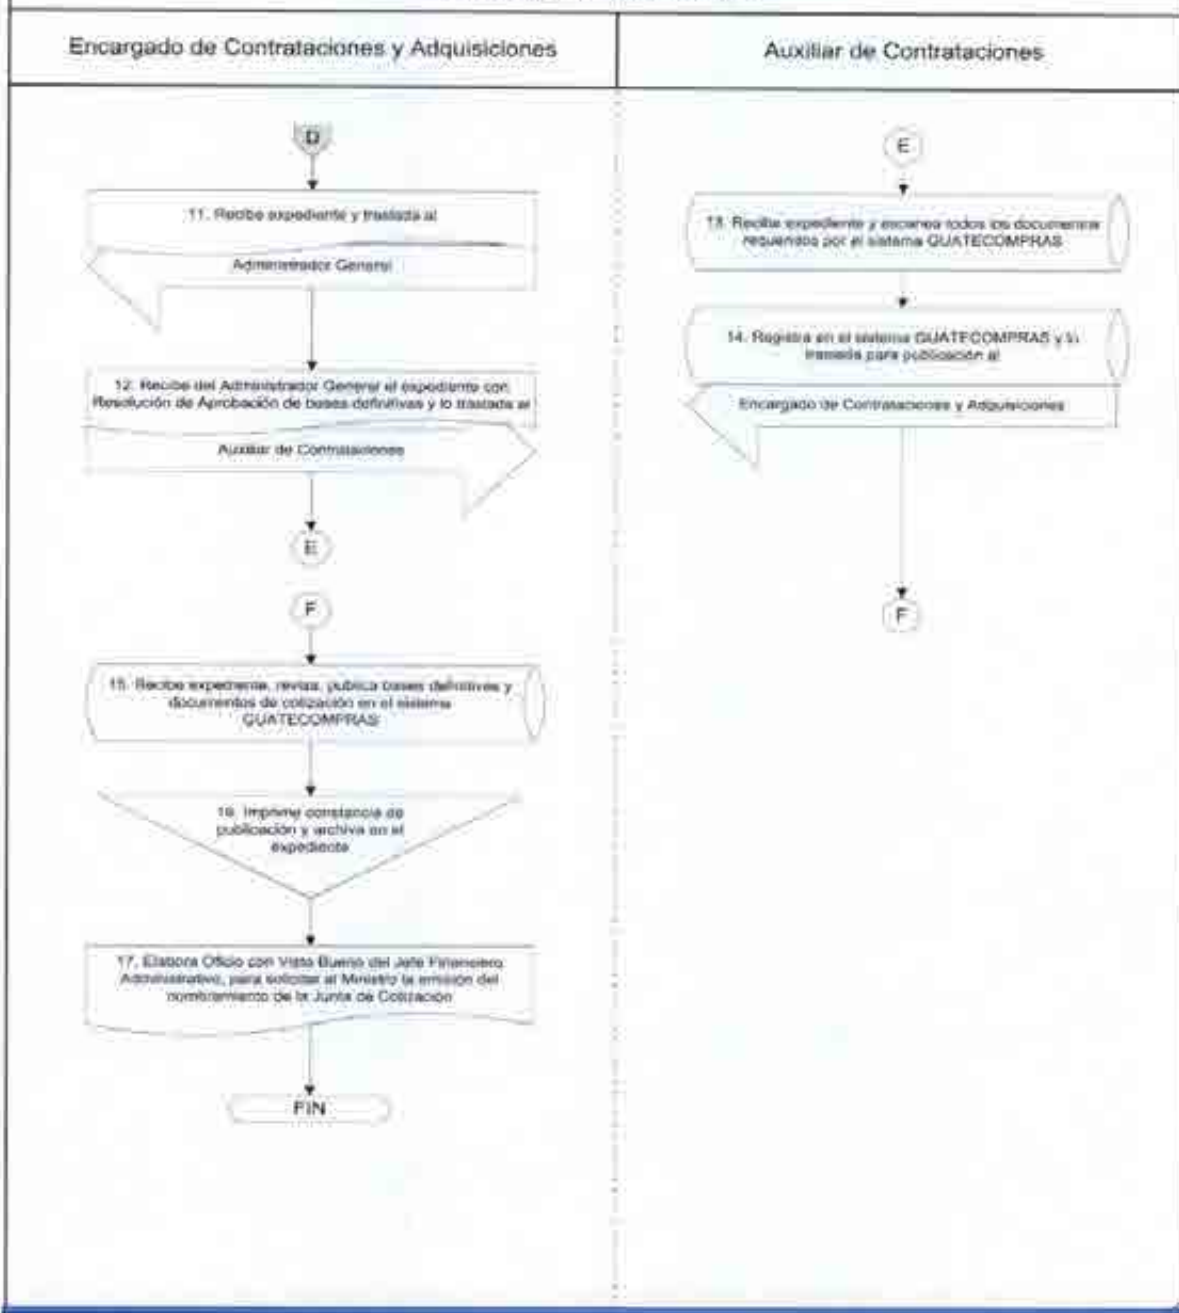 Encargado de Contrataciones y Adquisiciones
Auxiliar de Contrataciones
D
11. Recibe expediente y traslada al
Administrador General
12. Recibe del Administrador General el expediente con
Resolución de Aprobación de bases definitivas y lo traslada al
Auxiliar de Contrataciones
E
F
15. Recibe expediente, revisa, publica bases definitivas y
documentos de cotización en el sistema
GUATECOMPRAS
16. Imprime constancia de
publicación y archiva en el
expediente
17. Elabora Oficio con Visto Bueno del Jefe Financiero
Administrativo, para solicitar al Ministro la emisión del
nombramiento de la Junta de Cotización
FIN
E
13. Recibe expediente y escanea todos los documentos
requeridos por el sistema GUATECOMPRAS
14. Registra en el sistema GUATECOMPRAS y lo
traslada para publicación al
Encargado de Contrataciones y Adquisiciones
F